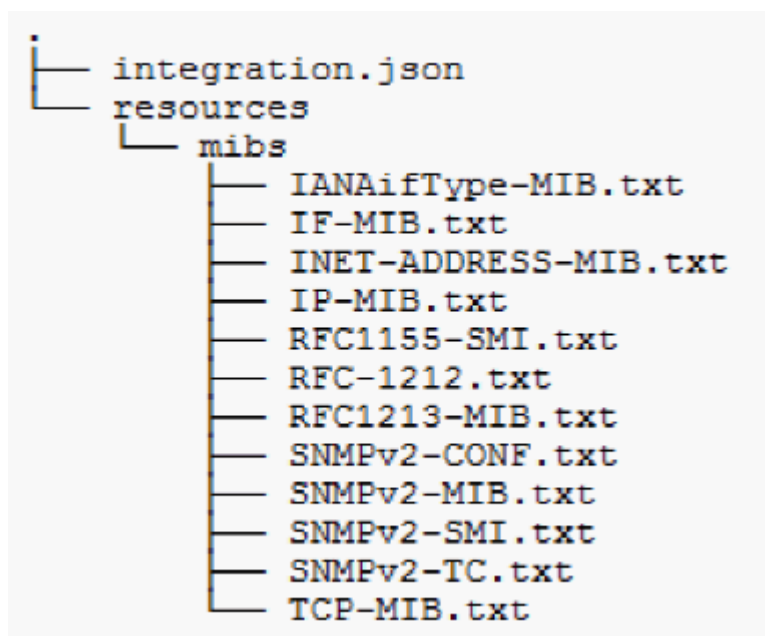 .
├── integration.json
└── resources
    └── mibs
        ├── IANAifType-MIB.txt
        ├── IF-MIB.txt
        ├── INET-ADDRESS-MIB.txt
        ├── IP-MIB.txt
        ├── RFC1155-SMI.txt
        ├── RFC-1212.txt
        ├── RFC1213-MIB.txt
        ├── SNMPv2-CONF.txt
        ├── SNMPv2-MIB.txt
        ├── SNMPv2-SMI.txt
        ├── SNMPv2-TC.txt
        └── TCP-MIB.txt